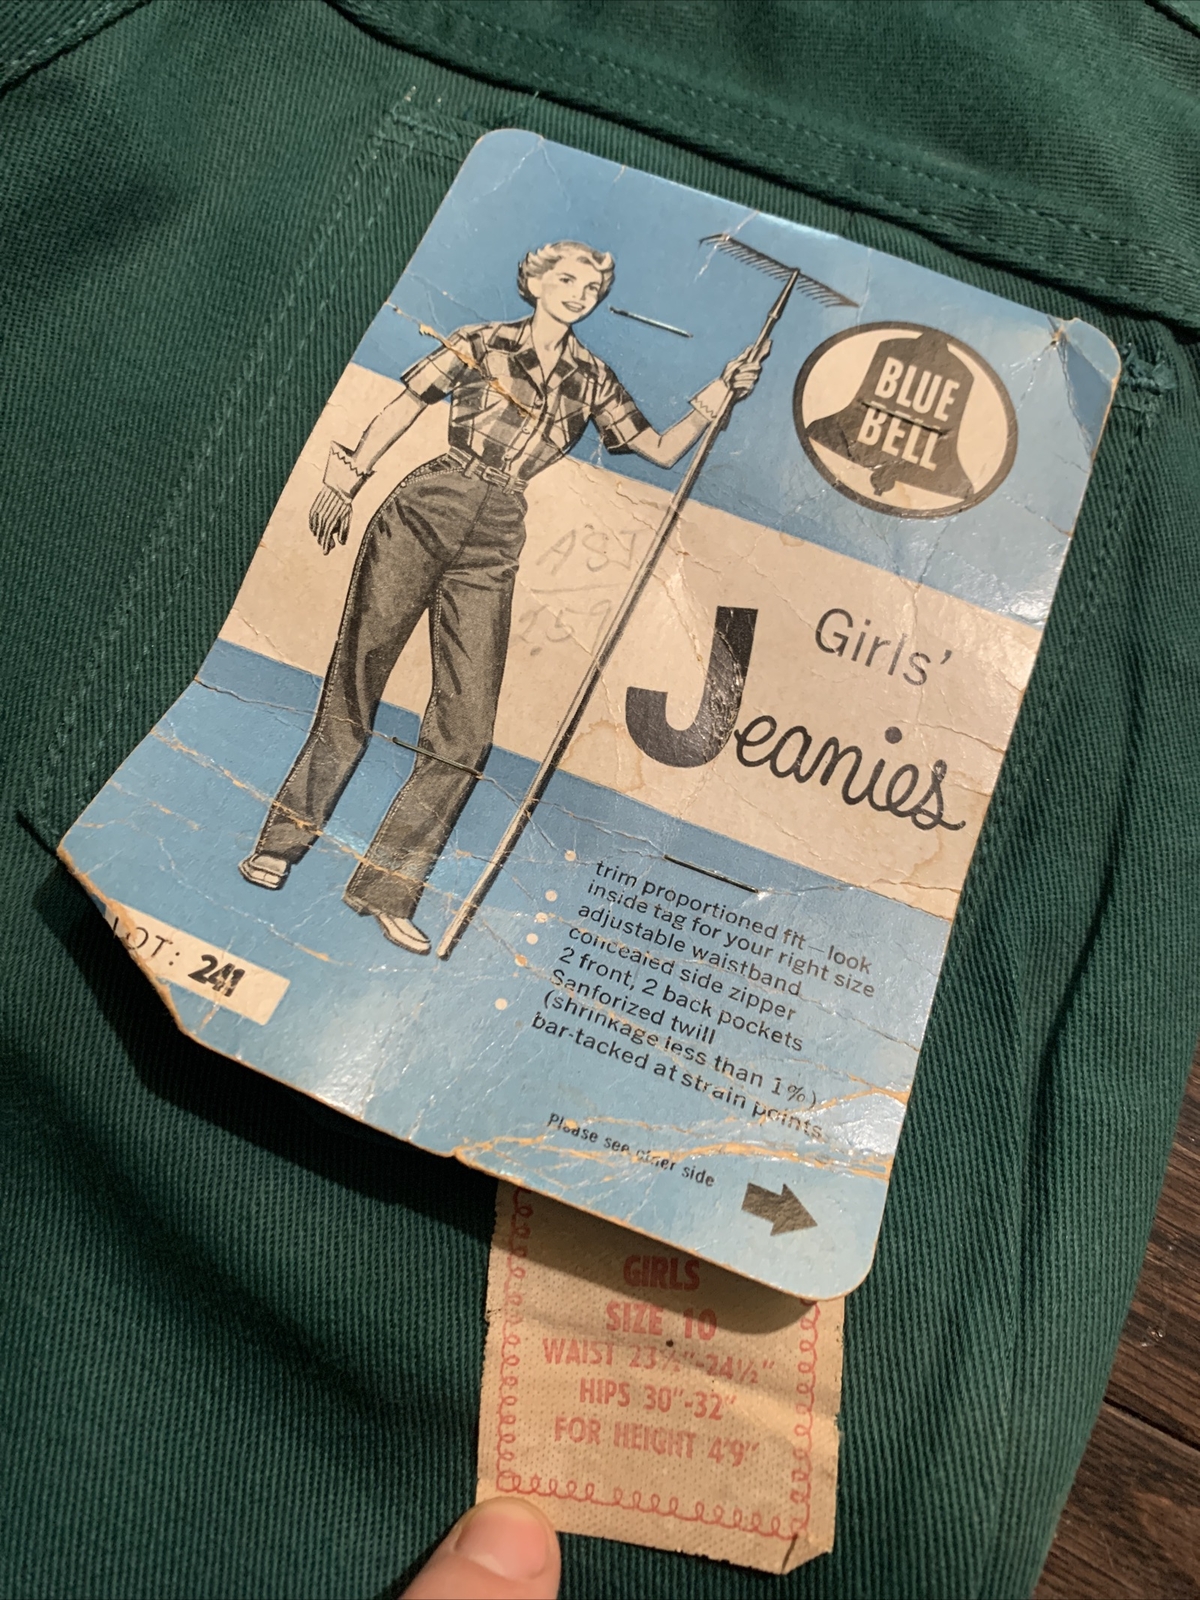 BLUE
BELL
Girls'
Jeanies
trim proportioned fit—look
inside tag for your right size
adjustable waistband
concealed side zipper
2 front, 2 back pockets
Sanforized twill
(shrinkage less than 1%)
bar-tacked at strain points
Please see other side
LOT: 241
GIRLS
SIZE 10
WAIST 23½"-24½"
HIPS 30"-32"
FOR HEIGHT 4'9"